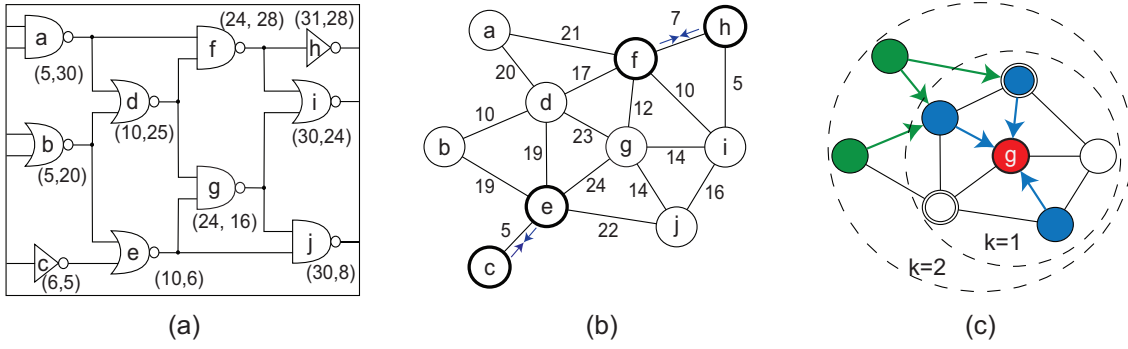 a
(5,30)
b
(5,20)
c
(6,5)
d
(10,25)
e
(10,6)
f
(24, 28)
g
(24, 16)
h
(31,28)
i
(30,24)
j
(30,8)
(a)
a
21
20
f
7
h
17
d
10
12
10
5
b
23
g
14
i
19
19
24
14
16
e
22
j
5
c
(b)
g
k=1
k=2
(c)